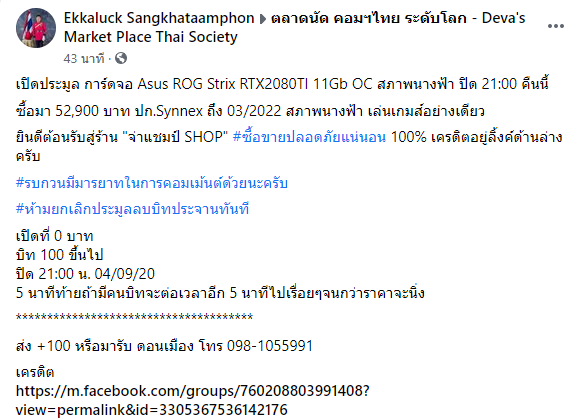 Ekkaluck Sangkhataamphon ▸ ตลาดนัด คอมฯไทย ระดับโลก - Deva's
Market Place Thai Society
43 นาที ·
เปิดประมูล การ์ดจอ Asus ROG Strix RTX2080TI 11Gb OC สภาพนางฟ้า ปิด 21:00 คืนนี้
ซื้อมา 52,900 บาท ปก.Synnex ถึง 03/2022 สภาพนางฟ้า เล่นเกมส์อย่างเดียว
ยินดีต้อนรับสู่ร้าน "จ่าแชมป์ SHOP" #ซื้อขายปลอดภัยแน่นอน 100% เครดิตอยู่ลิ้งค์ด้านล่าง
ครับ
#รบกวนมีมารยาทในการคอมเม้นต์ด้วยนะครับ
#ห้ามยกเลิกประมูลลบบิทประจานทันที
เปิดที่ 0 บาท
บิท 100 ขึ้นไป
ปิด 21:00 น. 04/09/20
5 นาทีท้ายถ้ามีคนบิทจะต่อเวลาอีก 5 นาทีไปเรื่อยๆจนกว่าราคาจะนิ่ง
**************************************
ส่ง +100 หรือมารับ ดอนเมือง โทร 098-1055991
เครดิต
https://m.facebook.com/groups/760208803991408?
view=permalink&id=3305367536142176